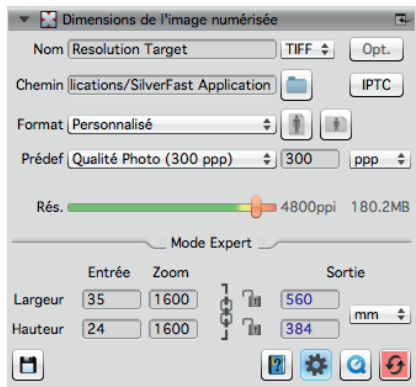 Dimensions de l'image numérisée
Nom Resolution Target TIFF Opt.
Chemin lications/SilverFast Application IPTC
Format Personnalisé
Prédef Qualité Photo (300 ppp) 300 ppp
Rés. 4800ppi 180.2MB
Mode Expert
Entrée Zoom Sortie
Largeur 35 1600 560
mm
Hauteur 24 1600 384